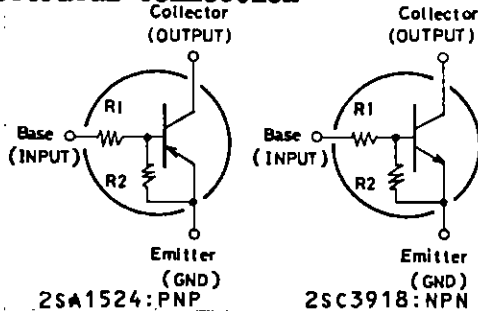 Collector
(OUTPUT)
R1
Base
(INPUT)
R2
Emitter
(GND)
2SA1524:PNP
Collector
(OUTPUT)
R1
Base
(INPUT)
R2
Emitter
(GND)
2SC3918:NPN